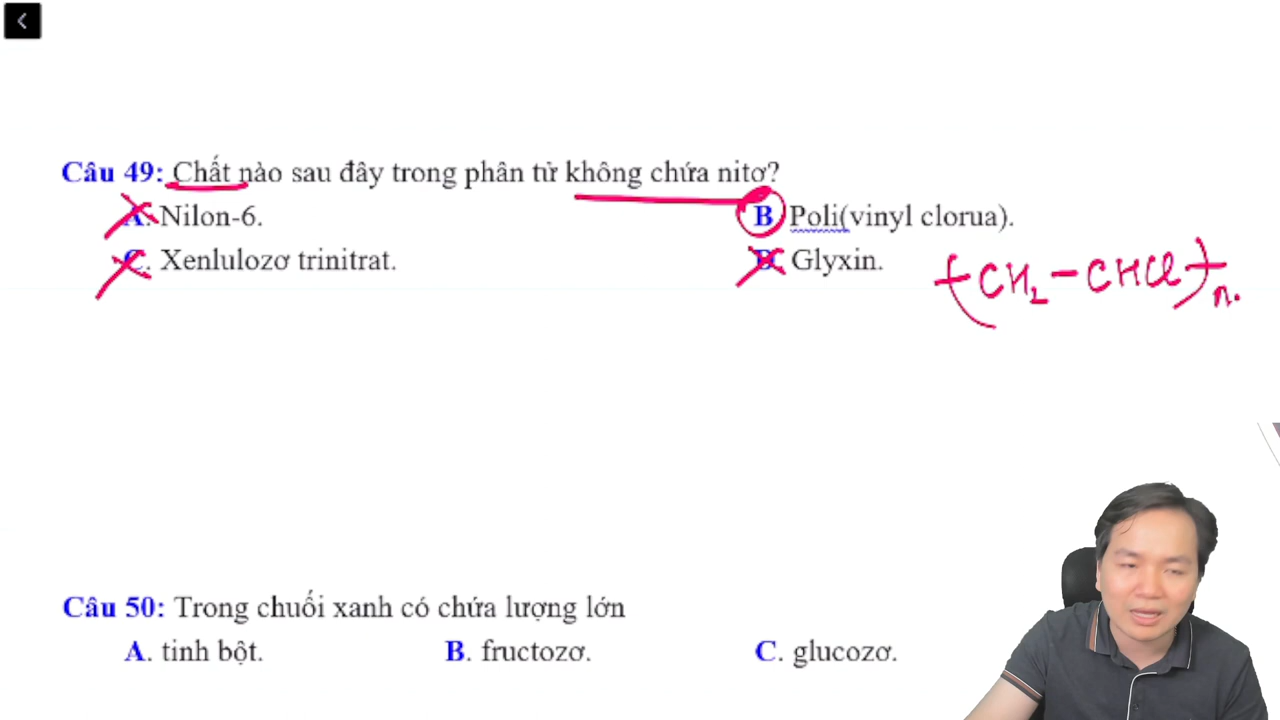 Câu 49: Chất nào sau đây trong phân tử không chứa nitơ?
A. Nilon-6. B Poli(vinyl clorua).
C. Xenlulozơ trinitrat. D. Glyxin.
(CH2-CHCl)n.
Câu 50: Trong chuối xanh có chứa lượng lớn
A. tinh bột. B. fructozơ. C. glucozơ.